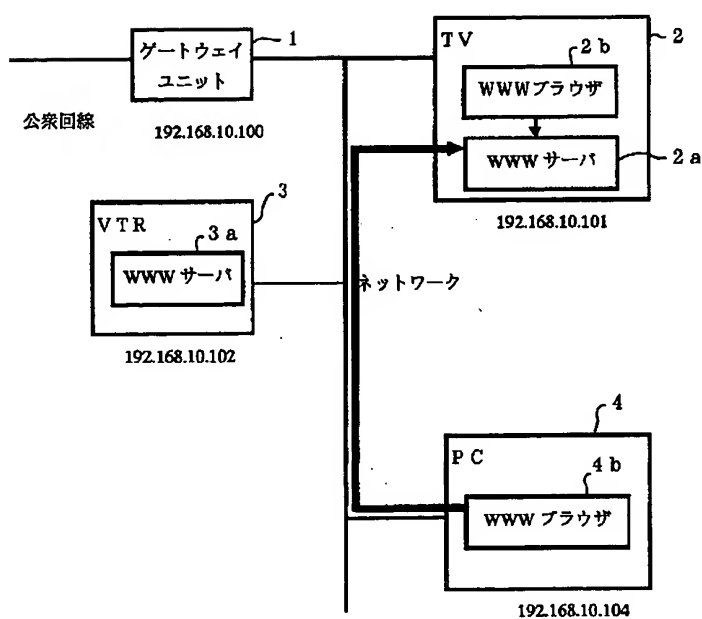 ゲートウェイ
ユニット
1
公衆回線
192.168.10.100
TV
2
2b
WWWブラウザ
WWWサーバ
2a
192.168.10.101
3
VTR
3a
WWWサーバ
192.168.10.102
ネットワーク
4
PC
4b
WWWブラウザ
192.168.10.104